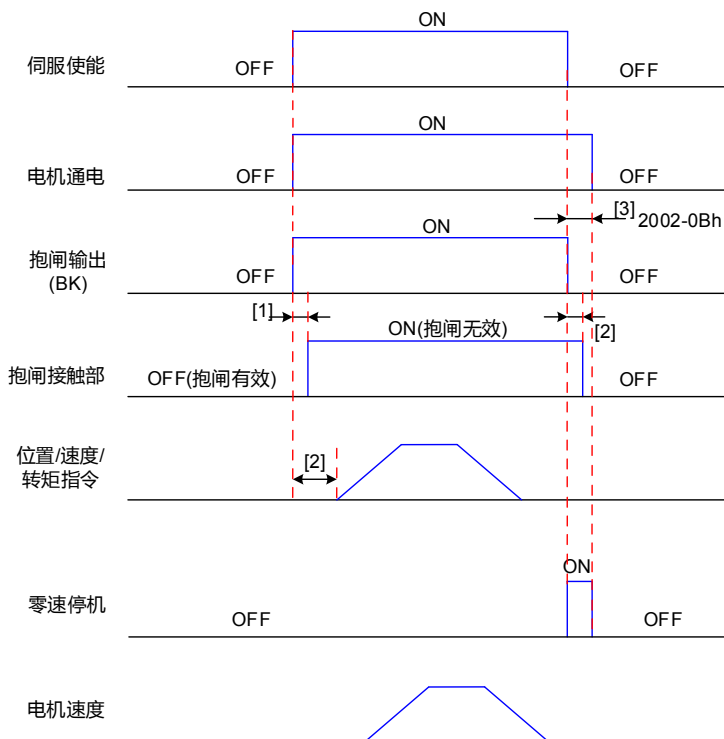 ON
伺服使能 OFF OFF
ON
电机通电 OFF OFF
[3] 2002-0Bh
ON
抱闸输出
(BK)
OFF OFF
[1] [2]
ON(抱闸无效)
抱闸接触部 OFF(抱闸有效) OFF
位置/速度/
转矩指令
[2]
ON
零速停机 OFF OFF
电机速度